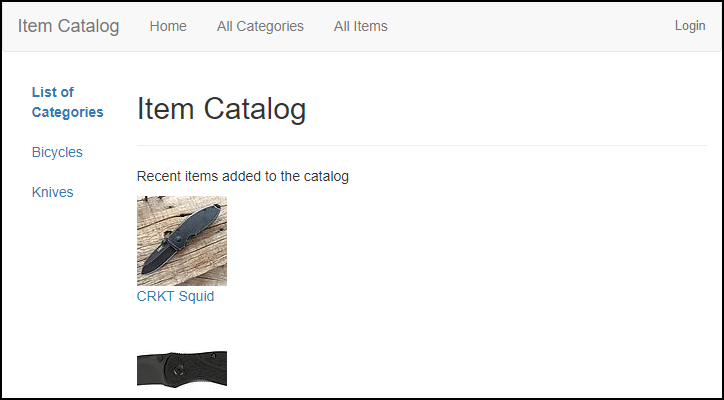 Item Catalog Home All Categories All Items Login
List of
Categories
Bicycles
Knives
Item Catalog
Recent items added to the catalog
CRKT Squid